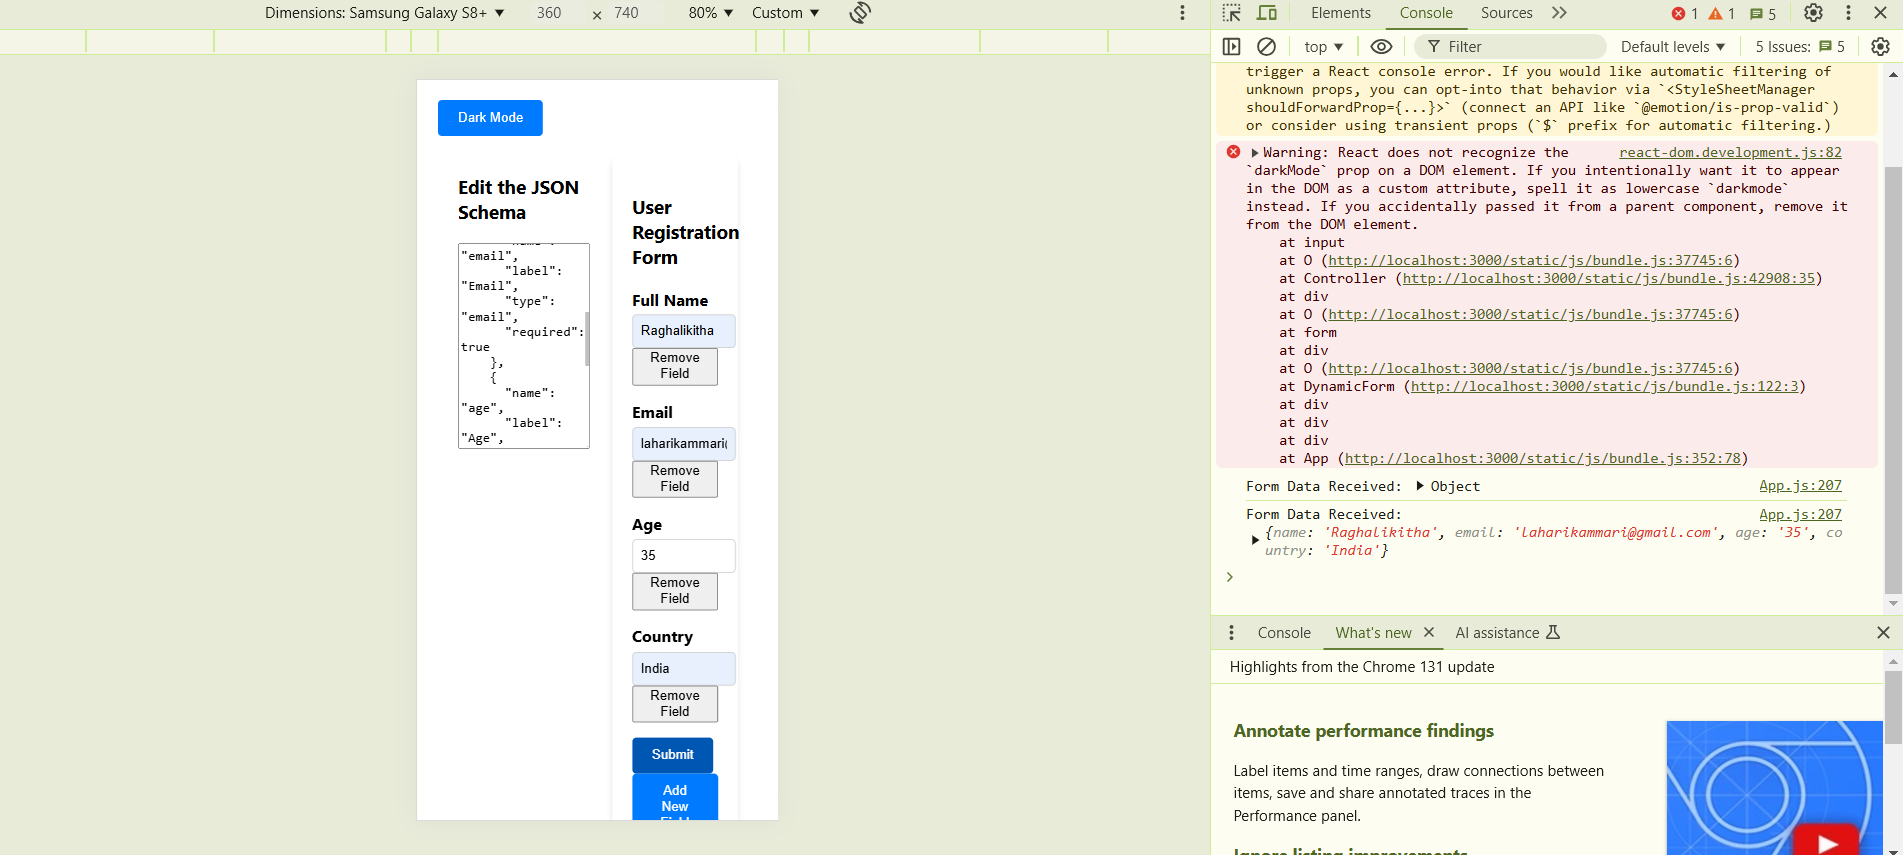 Dimensions: Samsung Galaxy S8+ ▼ 360 × 740 80% ▼ Custom ▼
Dark Mode
Edit the JSON
Schema
"email",
"label":
"Email",
"type":
"email",
"required":
true
},
{
"name":
"age",
"label":
"Age",
User
Registration
Form
Full Name
Raghalikitha
Remove
Field
Email
laharikammari
Remove
Field
Age
35
Remove
Field
Country
India
Remove
Field
Submit
Add
New
Elements Console Sources 1 1 5
top ▼ Filter Default levels ▼ 5 Issues: 5
trigger a React console error. If you would like automatic filtering of
unknown props, you can opt-into that behavior via `<StyleSheetManager
shouldForwardProp={...}>` (connect an API like `@emotion/is-prop-valid`)
or consider using transient props (`$` prefix for automatic filtering.)
Warning: React does not recognize the react-dom.development.js:82
`darkMode` prop on a DOM element. If you intentionally want it to appear
in the DOM as a custom attribute, spell it as lowercase `darkmode`
instead. If you accidentally passed it from a parent component, remove it
from the DOM element.
at input
at O (http://localhost:3000/static/js/bundle.js:37745:6)
at Controller (http://localhost:3000/static/js/bundle.js:42908:35)
at div
at O (http://localhost:3000/static/js/bundle.js:37745:6)
at form
at div
at O (http://localhost:3000/static/js/bundle.js:37745:6)
at DynamicForm (http://localhost:3000/static/js/bundle.js:122:3)
at div
at div
at div
at App (http://localhost:3000/static/js/bundle.js:352:78)
Form Data Received: ▶ Object App.js:207
Form Data Received: App.js:207
{name: 'Raghalikitha', email: 'laharikammari@gmail.com', age: '35', co
untry: 'India'}
Console What's new × AI assistance
Highlights from the Chrome 131 update
Annotate performance findings
Label items and time ranges, draw connections between
items, save and share annotated traces in the
Performance panel.
Ignore listing improvements